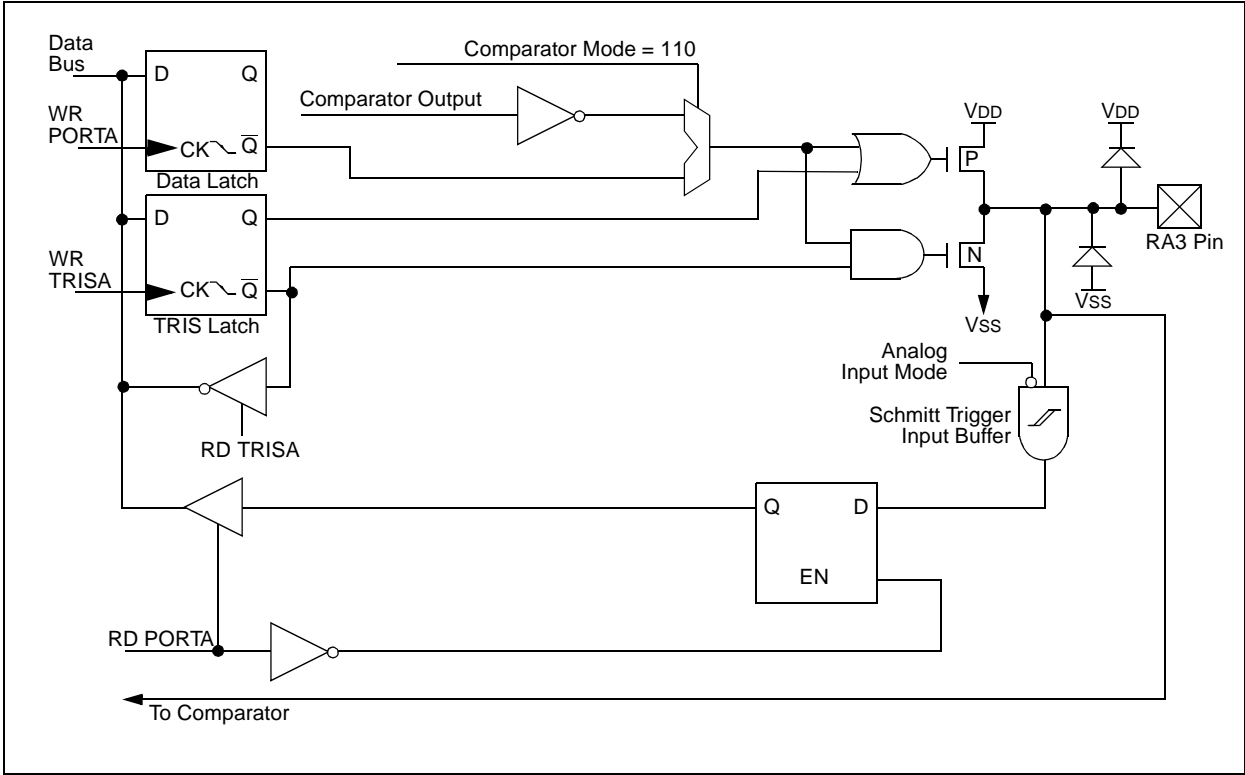 Data
Bus
D Q
WR
PORTA
CK Q
Data Latch
Comparator Mode = 110
Comparator Output
VDD
P
VDD
RA3 Pin
D Q
WR
TRISA
CK Q
TRIS Latch
N
VSS
VSS
RD TRISA
Analog
Input Mode
Schmitt Trigger
Input Buffer
Q D
EN
RD PORTA
To Comparator